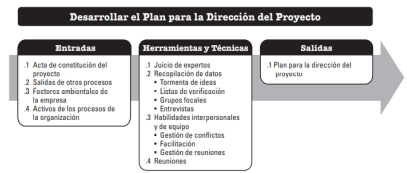 Desarrollar el Plan para la Dirección del Proyecto
Entradas
.1 Acta de constitución del
proyecto
.2 Salidas de otros procesos
.3 Factores ambientales de
la empresa
.4 Activos de los procesos de
la organización
Herramientas y Técnicas
.1 Juicio de expertos
.2 Recopilación de datos
• Tormenta de ideas
• Listas de verificación
• Grupos focales
• Entrevistas
.3 Habilidades interpersonales
y de equipo
• Gestión de conflictos
• Facilitación
• Gestión de reuniones
.4 Reuniones
Salidas
.1 Plan para la dirección del
proyecto